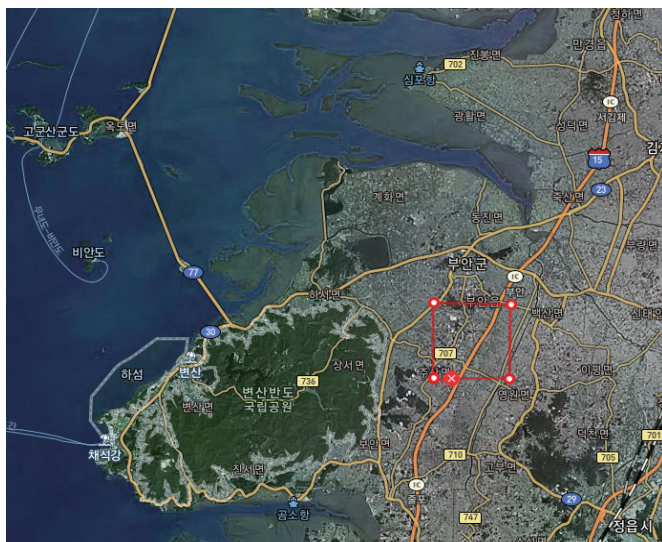 청하면
만경읍
진봉면
702
심포항
광활면
서김제
IC
성덕면
고군산군도
옥도면
15
23
계화면
죽산면
동진면
부량면
비안도
77
부안군
IC
부안
부안읍
하서면
백산면
30
707
하섬
변산
상서면
736
변산반도
국립공원
이평면
변산면
영원면
덕천면
701
채석강
보안면
710
705
진서면
고부면
IC
줄포
29
곰소항
747
정읍시